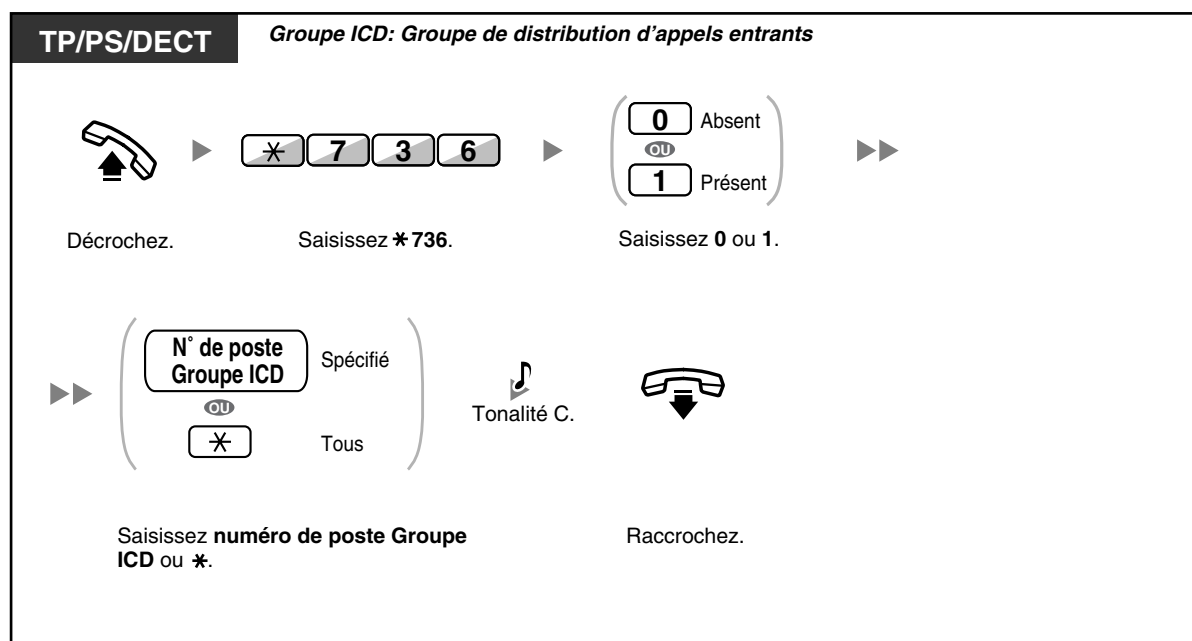 TP/PS/DECT
Groupe ICD: Groupe de distribution d'appels entrants
✳ 7 3 6
0 Absent
OU
1 Présent
Décrochez.
Saisissez ✳736.
Saisissez 0 ou 1.
N° de poste
Groupe ICD
Spécifié
OU
✳ Tous
Tonalité C.
Saisissez numéro de poste Groupe
ICD ou ✳.
Raccrochez.